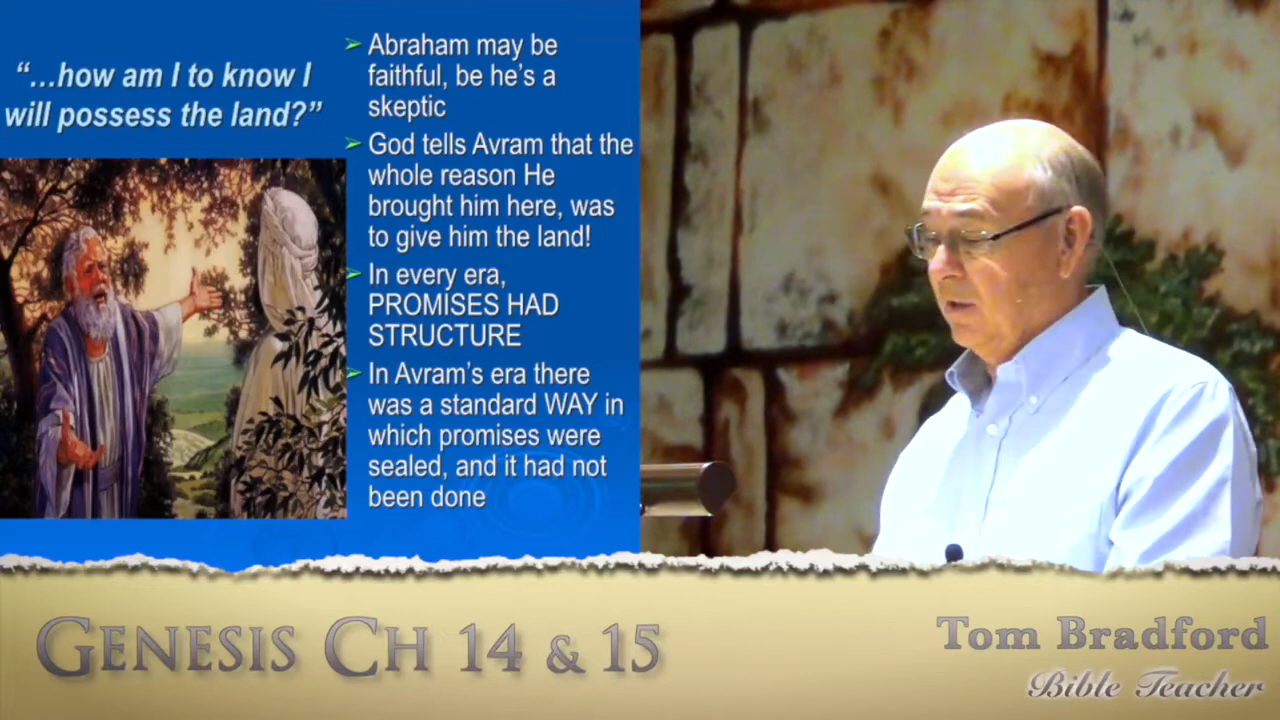 “...how am I to know I
will possess the land?”
➢ Abraham may be
faithful, be he’s a
skeptic
➢ God tells Avram that the
whole reason He
brought him here, was
to give him the land!
➢ In every era,
PROMISES HAD
STRUCTURE
➢ In Avram’s era there
was a standard WAY in
which promises were
sealed, and it had not
been done
GENESIS CH 14 & 15
Tom Bradford
Bible Teacher